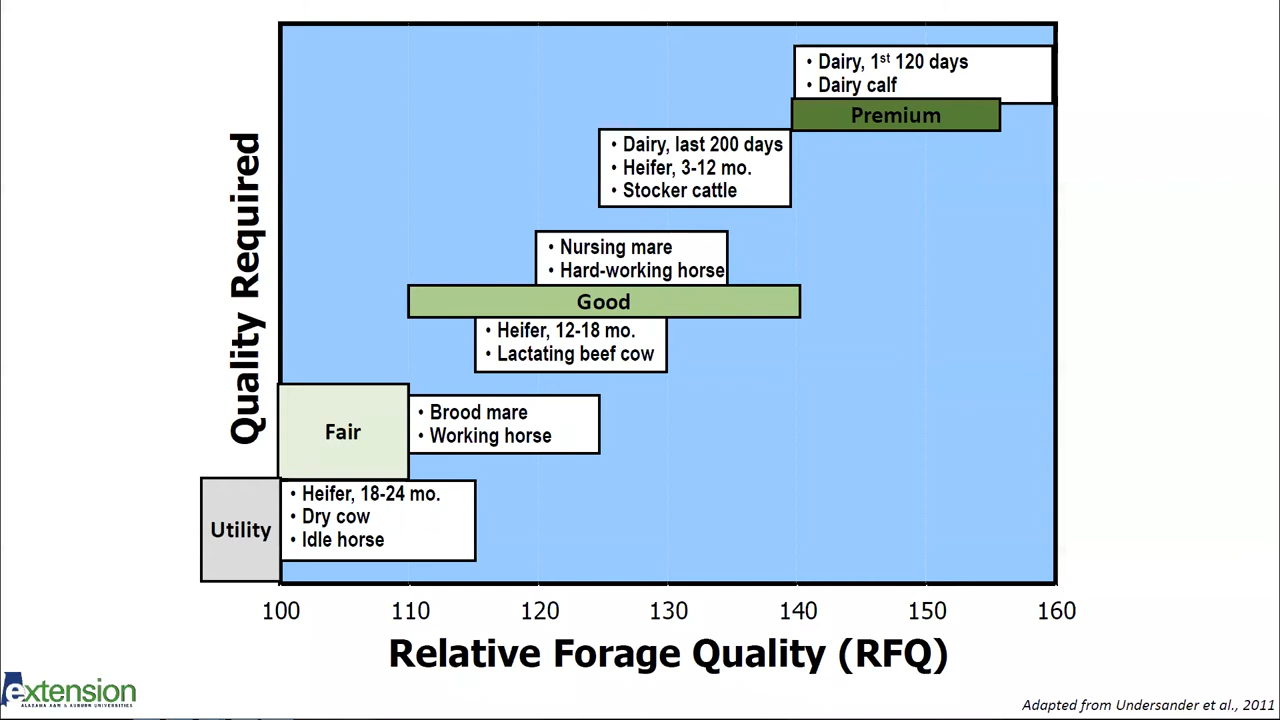 • Dairy, 1st 120 days
• Dairy calf
Premium
• Dairy, last 200 days
• Heifer, 3-12 mo.
• Stocker cattle
• Nursing mare
• Hard-working horse
Good
• Heifer, 12-18 mo.
• Lactating beef cow
Fair
• Brood mare
• Working horse
Utility
• Heifer, 18-24 mo.
• Dry cow
• Idle horse
Quality Required
100 110 120 130 140 150 160
Relative Forage Quality (RFQ)
extension
ALABAMA A&M & AUBURN UNIVERSITIES
Adapted from Undersander et al., 2011